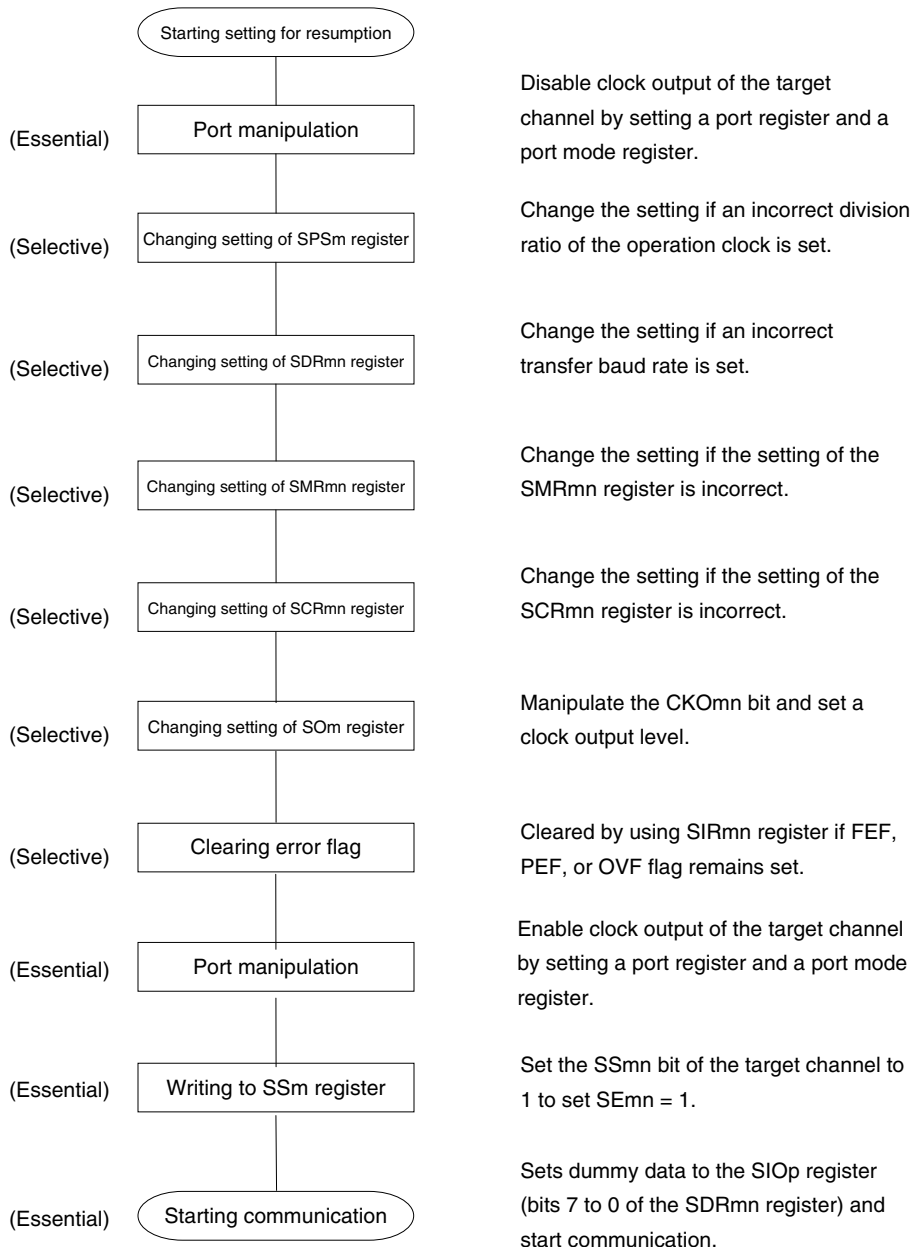 Starting setting for resumption
(Essential)
Port manipulation
Disable clock output of the target
channel by setting a port register and a
port mode register.
(Selective)
Changing setting of SPSm register
Change the setting if an incorrect division
ratio of the operation clock is set.
(Selective)
Changing setting of SDRmn register
Change the setting if an incorrect
transfer baud rate is set.
(Selective)
Changing setting of SMRmn register
Change the setting if the setting of the
SMRmn register is incorrect.
(Selective)
Changing setting of SCRmn register
Change the setting if the setting of the
SCRmn register is incorrect.
(Selective)
Changing setting of SOm register
Manipulate the CKOmn bit and set a
clock output level.
(Selective)
Clearing error flag
Cleared by using SIRmn register if FEF,
PEF, or OVF flag remains set.
(Essential)
Port manipulation
Enable clock output of the target channel
by setting a port register and a port mode
register.
(Essential)
Writing to SSm register
Set the SSmn bit of the target channel to
1 to set SEmn = 1.
(Essential)
Starting communication
Sets dummy data to the SIOp register
(bits 7 to 0 of the SDRmn register) and
start communication.